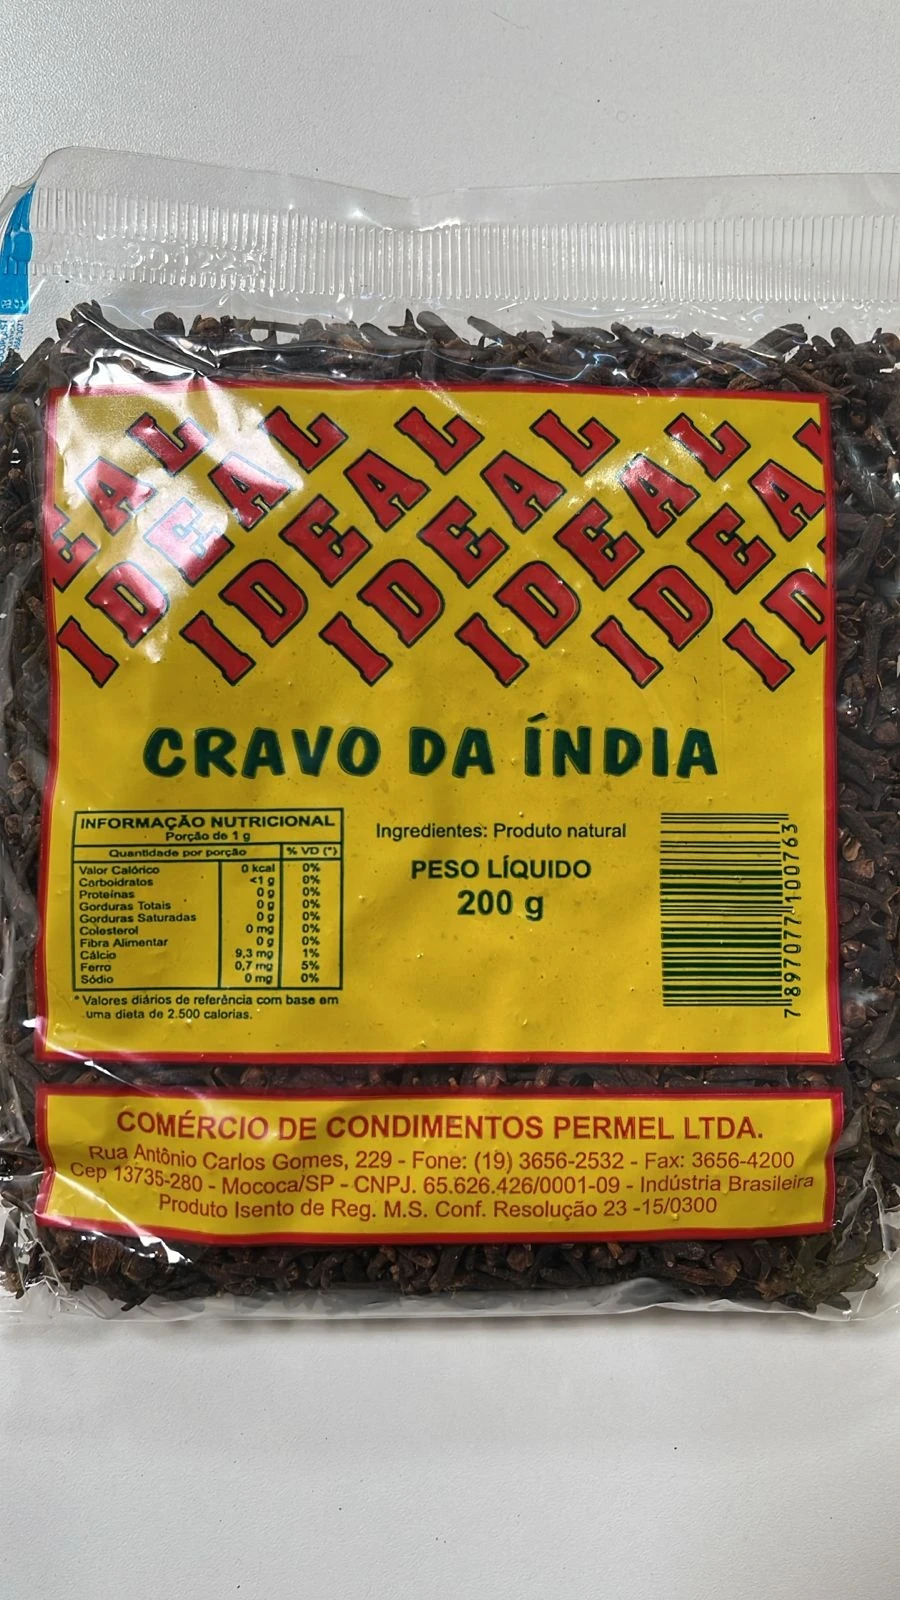 EAL IDEAL IDEAL IDEAL IDEAL IDEA ID
CRAVO DA ÍNDIA
INFORMAÇÃO NUTRICIONAL
Porção de 1 g
Quantidade por porção % VD (*)
Valor Calórico 0 kcal 0%
Carboidratos <1 g 0%
Proteínas 0 g 0%
Gorduras Totais 0 g 0%
Gorduras Saturadas 0 g 0%
Colesterol 0 mg 0%
Fibra Alimentar 0 g 0%
Cálcio 9,3 mg 1%
Ferro 0,7 mg 5%
Sódio 0 mg 0%
* Valores diários de referência com base em
uma dieta de 2.500 calorias.
Ingredientes: Produto natural
PESO LÍQUIDO
200 g
7897077100763
COMÉRCIO DE CONDIMENTOS PERMEL LTDA.
Rua Antônio Carlos Gomes, 229 - Fone: (19) 3656-2532 - Fax: 3656-4200
Cep 13735-280 - Mococa/SP - CNPJ. 65.626.426/0001-09 - Indústria Brasileira
Produto Isento de Reg. M.S. Conf. Resolução 23 -15/0300